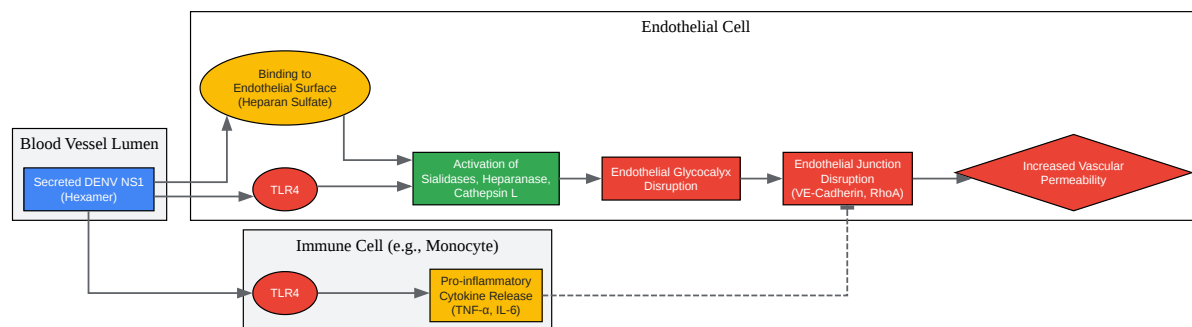 Endothelial Cell
Binding to
Endothelial Surface
(Heparan Sulfate)
Blood Vessel Lumen
Secreted DENV NS1
(Hexamer)
TLR4
Activation of
Sialidases, Heparanase,
Cathepsin L
Endothelial Glycocalyx
Disruption
Endothelial Junction
Disruption
(VE-Cadherin, RhoA)
Increased Vascular
Permeability
Immune Cell (e.g., Monocyte)
TLR4
Pro-inflammatory
Cytokine Release
(TNF-α, IL-6)